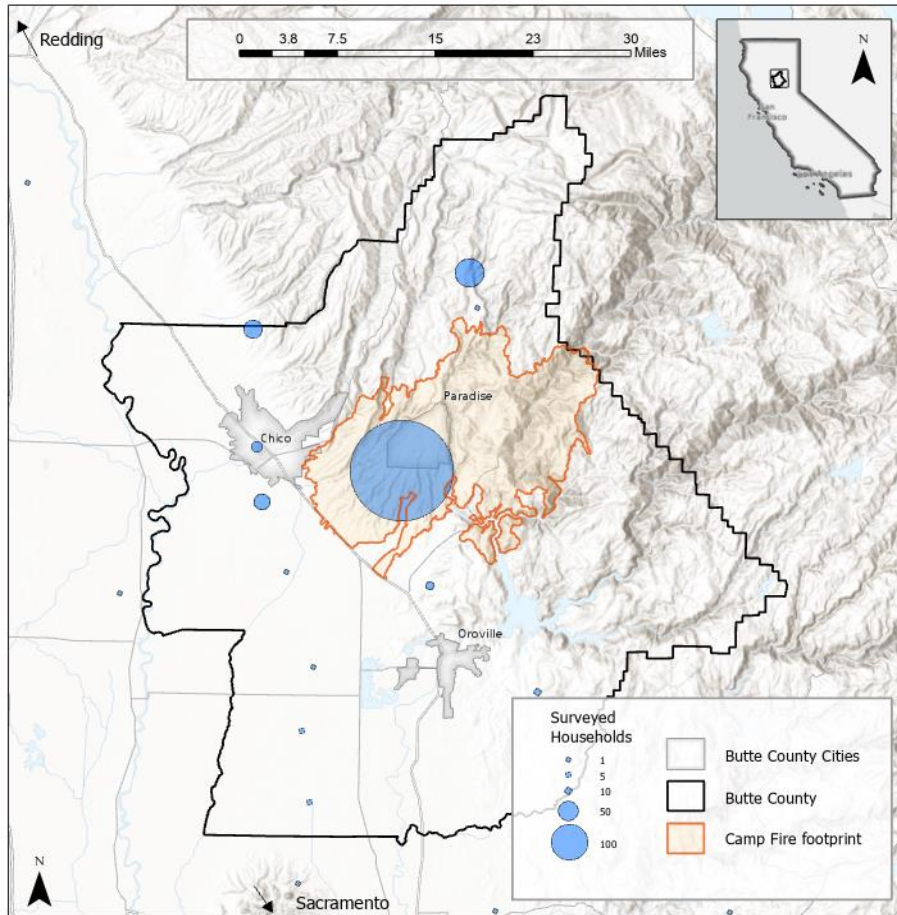 Redding
0 3.8 7.5 15 23 30
Miles
N
San
Francisco
Los Angeles
Paradise
Chico
Oroville
Surveyed
Households
1
5
10
50
100
Butte County Cities
Butte County
Camp Fire footprint
N
Sacramento